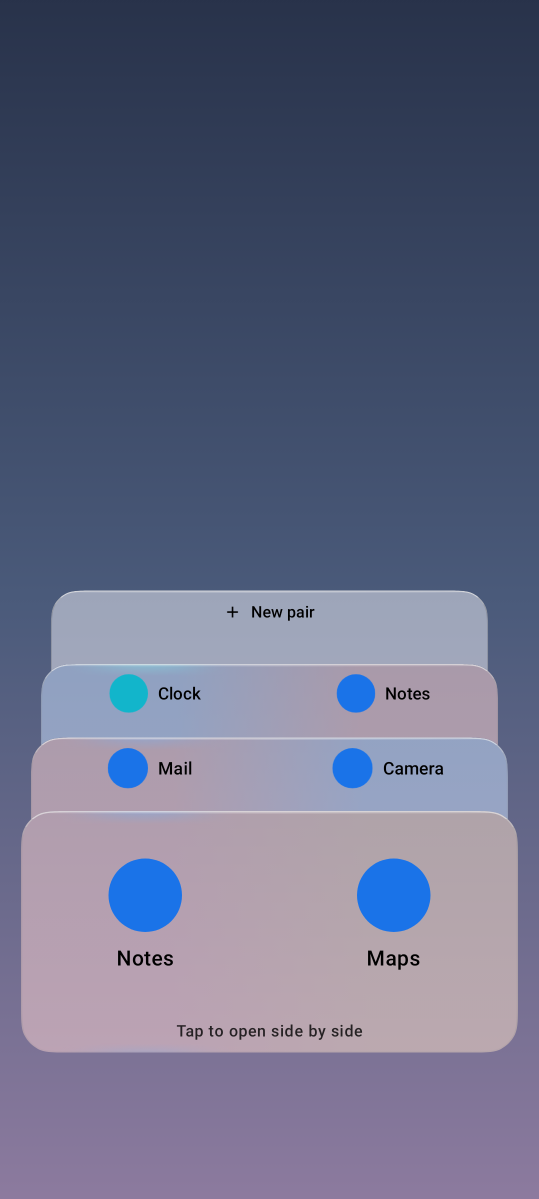 + New pair
Clock Notes
Mail Camera
Notes Maps
Tap to open side by side